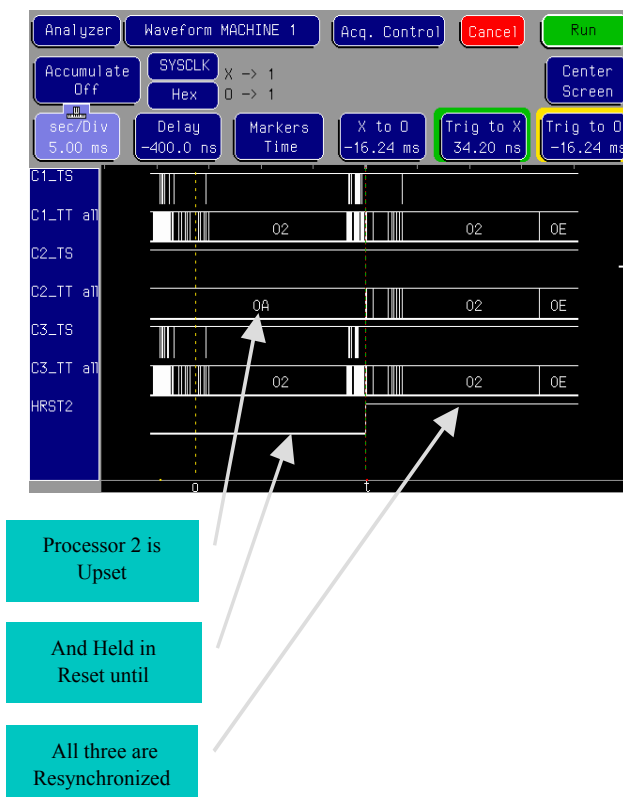 Analyzer Waveform MACHINE 1 Acq. Control Cancel Run
Accumulate Off SYSCLK Hex X -> 1
O -> 1
Center Screen
sec/Div 5.00 ms Delay -400.0 ns Markers Time X to O -16.24 ms Trig to X 34.20 ns Trig to O -16.24 ms
C1_TS
C1_TT all 02 02 0E
C2_TS
C2_TT all 0A 02 0E
C3_TS
C3_TT all 02 02 0E
HRST2
o t
Processor 2 is
Upset
And Held in
Reset until
All three are
Resynchronized